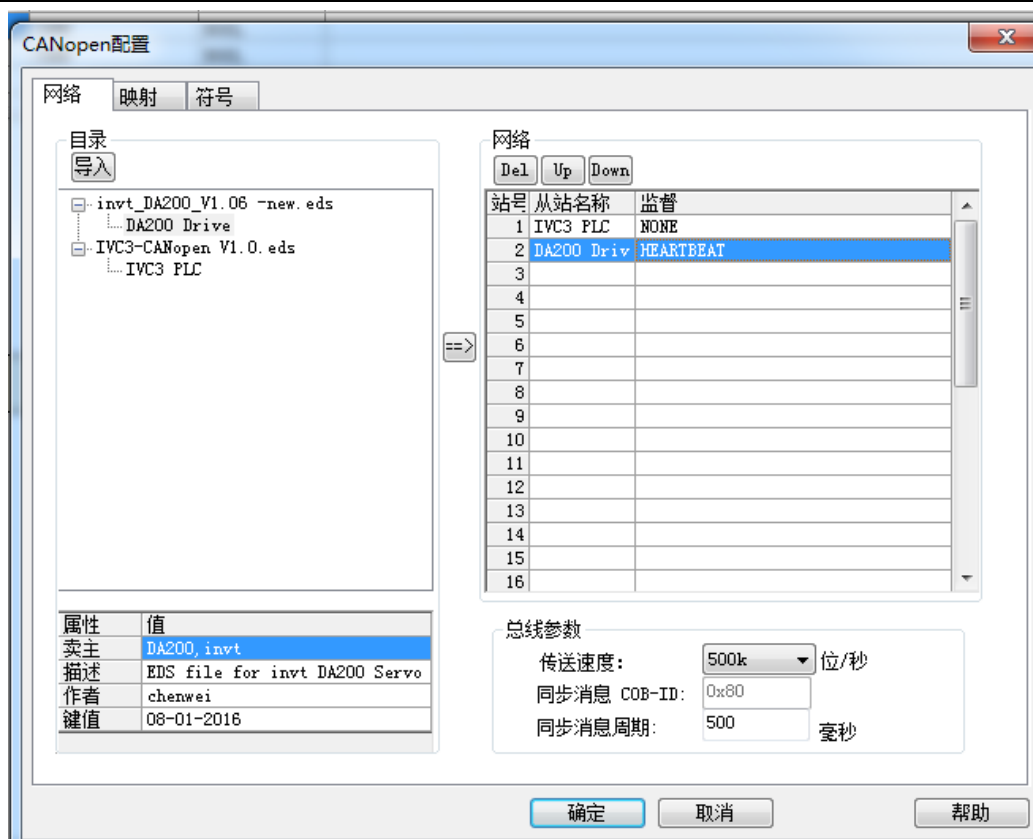 CANopen配置
网络 映射 符号
目录
导入
invt_DA200_V1.06 -new.eds
DA200 Drive
IVC3-CANopen V1.0.eds
IVC3 PLC
属性 值
卖主 DA200,invt
描述 EDS file for invt DA200 Servo
作者 chenwei
键值 08-01-2016
==>
网络
Del Up Down
站号 从站名称 监督
1 IVC3 PLC NONE
2 DA200 Driv HEARTBEAT
3
4
5
6
7
8
9
10
11
12
13
14
15
16
总线参数
传送速度: 500k 位/秒
同步消息 COB-ID: 0x80
同步消息周期: 500 毫秒
确定 取消 帮助